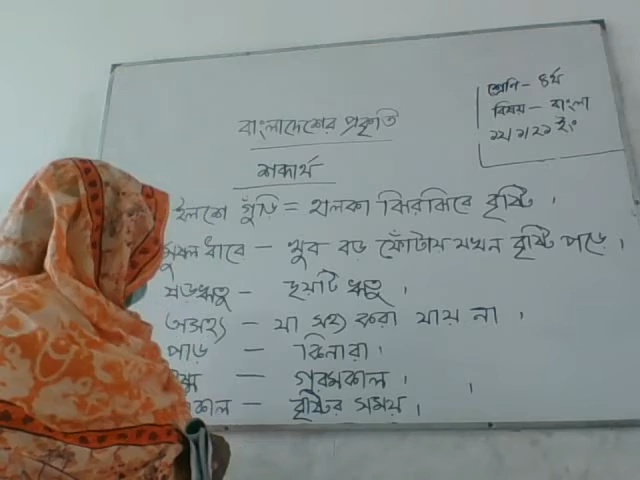 শ্রেণি - ৪র্থ
বিষয় - বাংলা
বাংলাদেশের প্রকৃতি
শব্দার্থ
ইলশে গুঁড়ি = হালকা ঝিরঝিরে বৃষ্টি ।
মুষলধারে - খুব বড় ফোঁটায় যখন বৃষ্টি পড়ে ।
ষড়ঋতু - ছয়টি ঋতু ।
অসহ্য - যা সহ্য করা যায় না ।
পাড় - কিনারা ।
- গরমকাল ।
- বৃষ্টির সময় ।